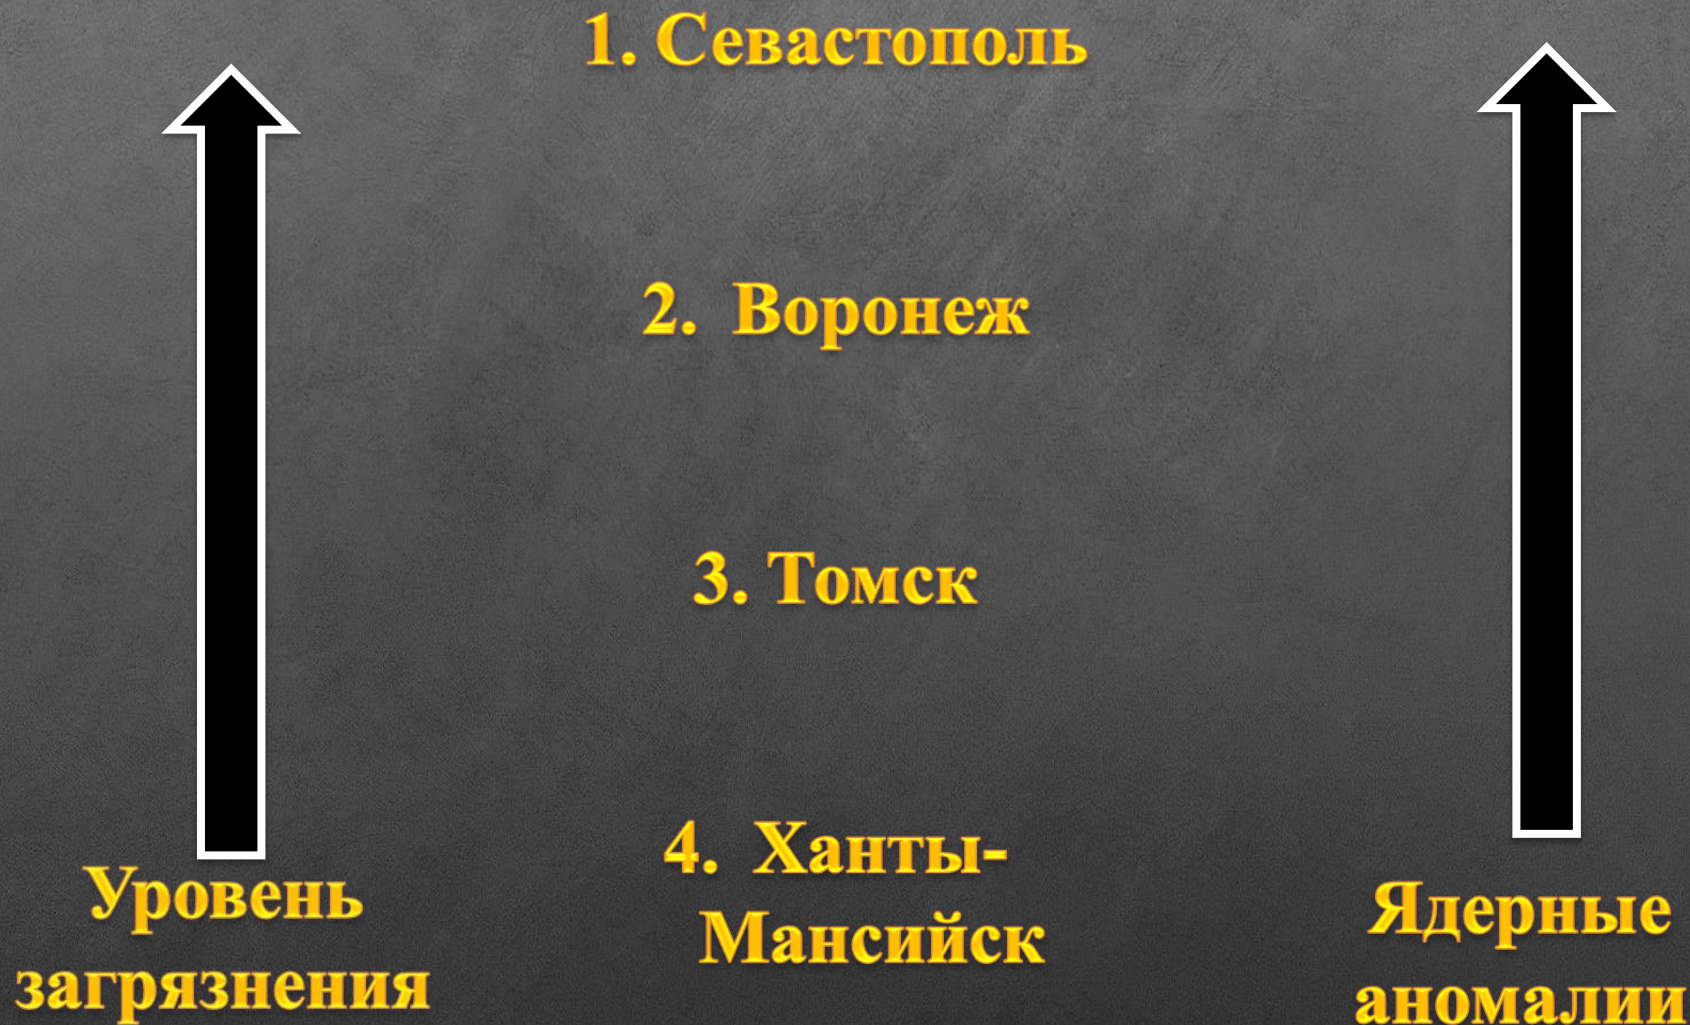 1. Севастополь
2. Воронеж
3. Томск
4. Ханты-
Мансийск
Уровень
загрязнения
Ядерные
аномалии